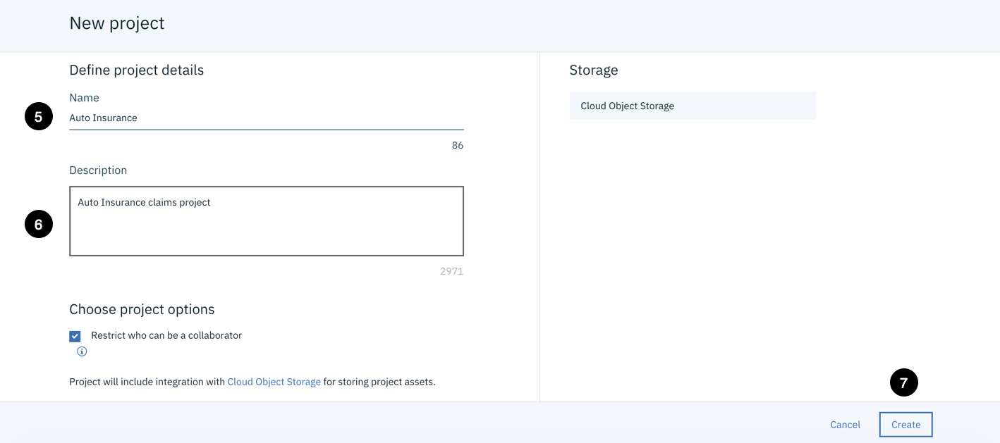 New project
Define project details
Name
5
Auto Insurance
86
Description
Auto Insurance claims project
6
2971
Choose project options
Restrict who can be a collaborator
Project will include integration with Cloud Object Storage for storing project assets.
Storage
Cloud Object Storage
7
Cancel
Create